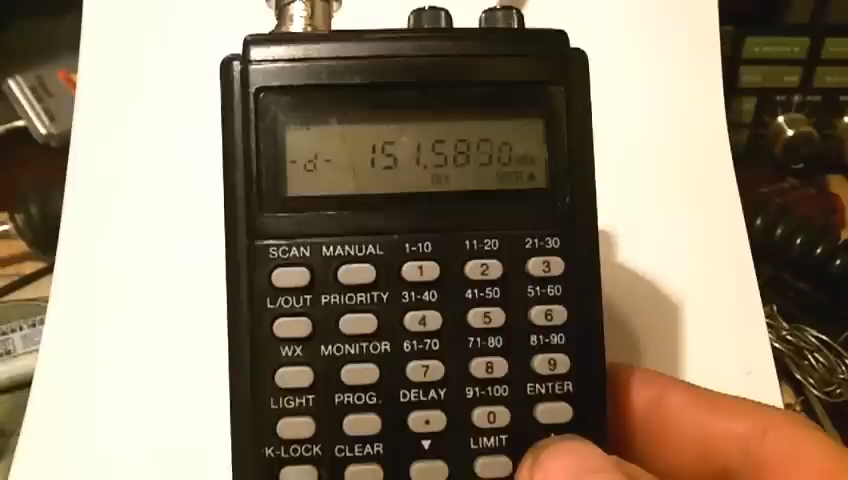 -d- 151.5890
SCAN MANUAL 1-10 11-20 21-30
1 2 3
L/OUT PRIORITY 31-40 41-50 51-60
4 5 6
WX MONITOR 61-70 71-80 81-90
7 8 9
LIGHT PROG. DELAY 91-100 ENTER
. 0
K-LOCK CLEAR ▼ LIMIT